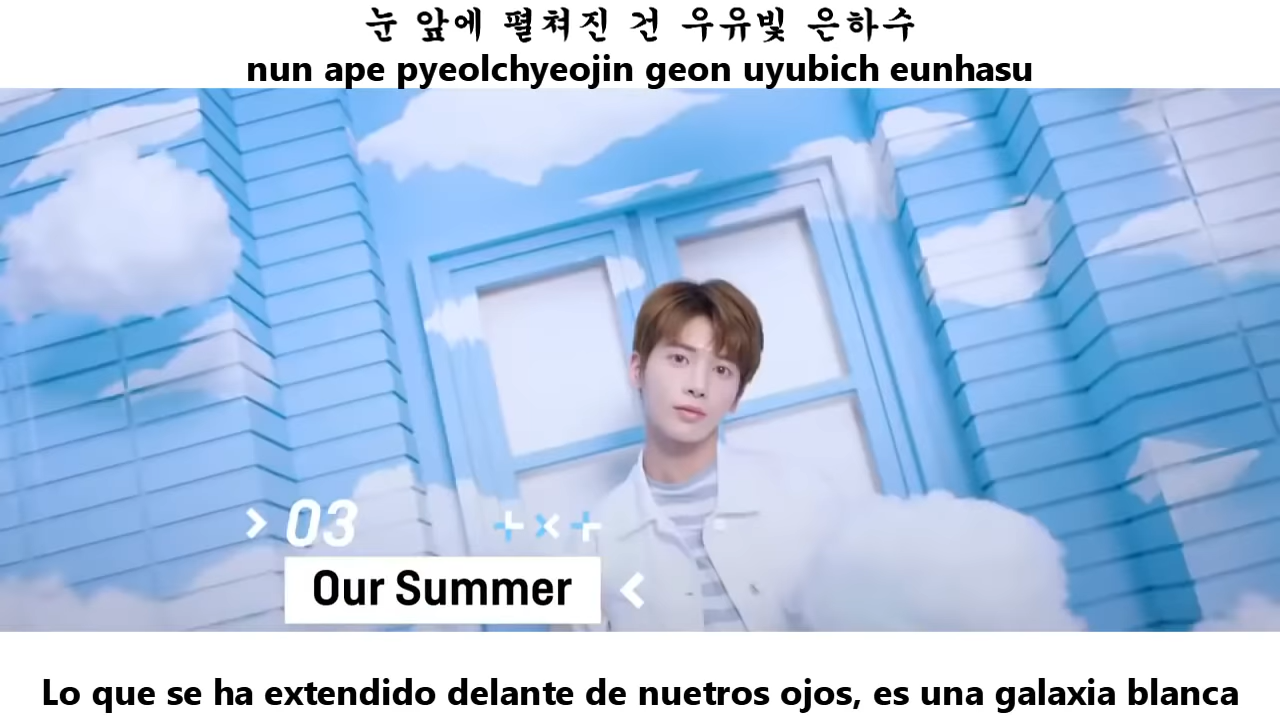 눈 앞에 펼쳐진 건 우유빛 은하수
nun ape pyeolchyeojin geon uyubich eunhasu
> 03
+x+
Our Summer <
Lo que se ha extendido delante de nuetros ojos, es una galaxia blanca